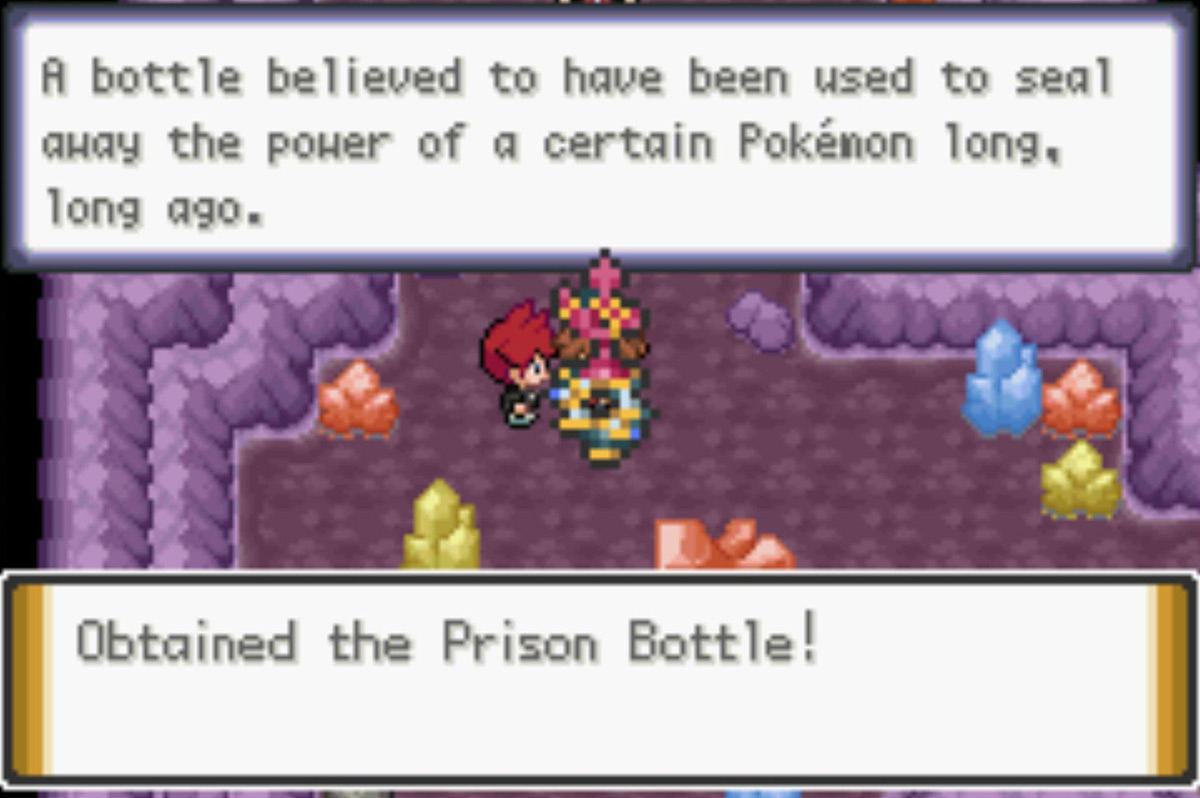 A bottle believed to have been used to seal
away the power of a certain Pokémon long,
long ago.
Obtained the Prison Bottle!